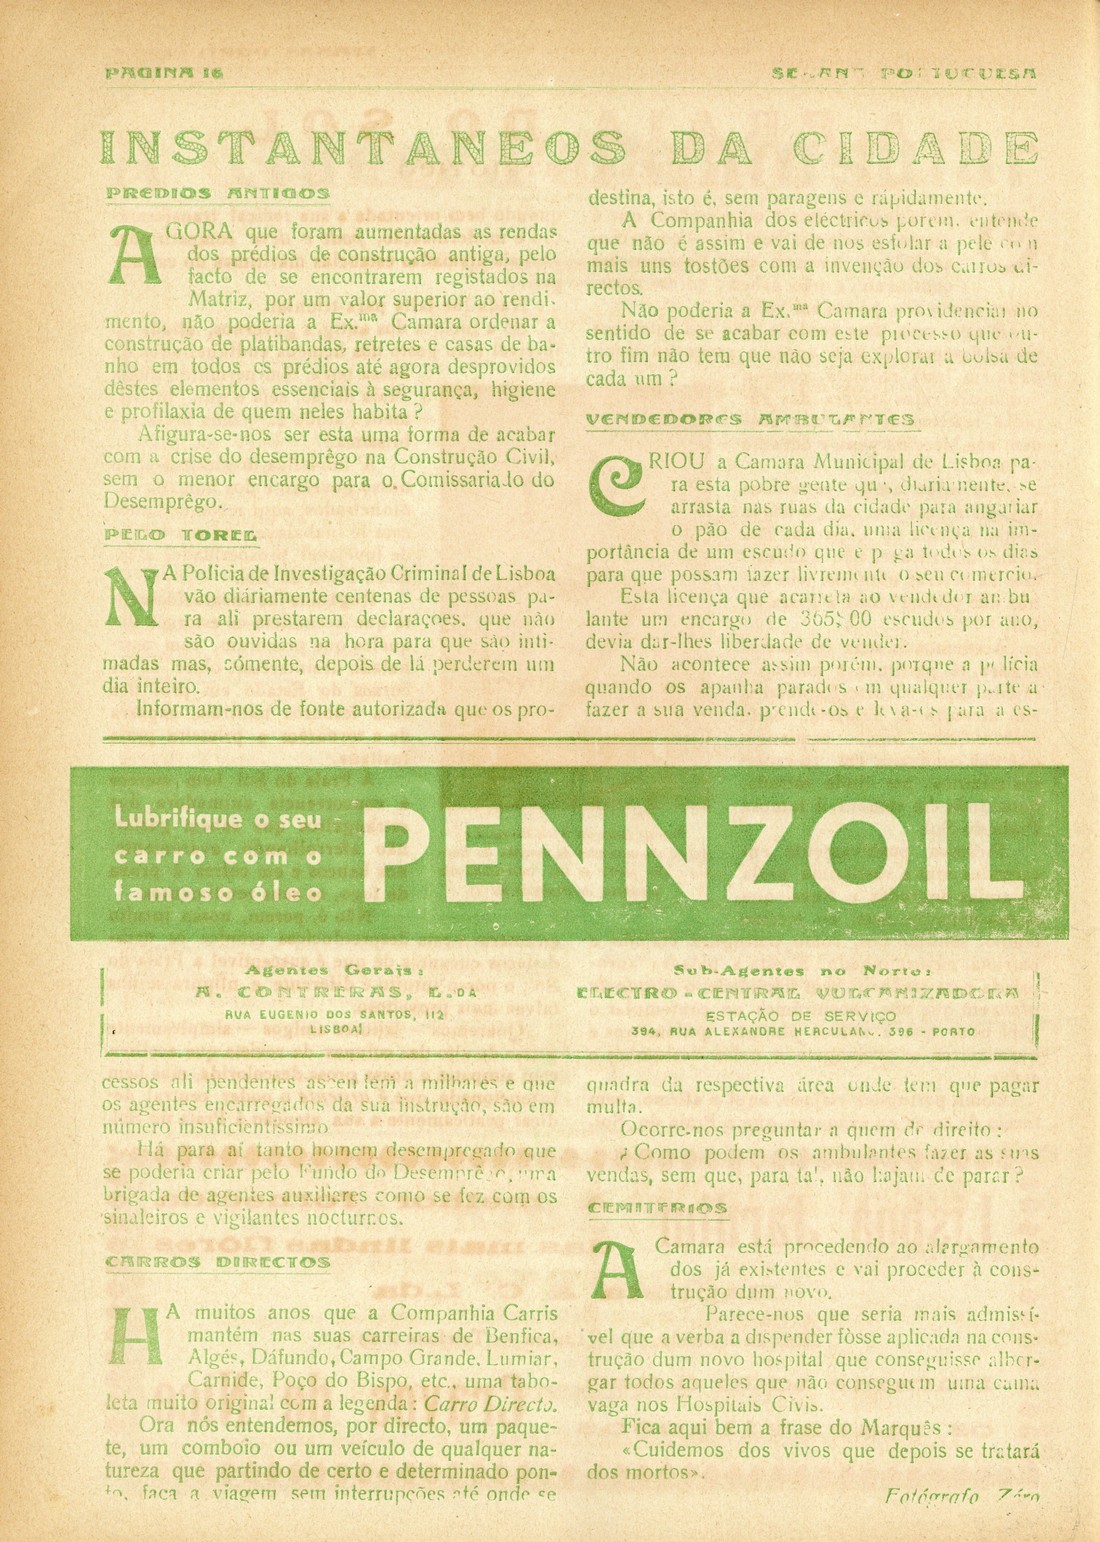 PAGINA 16
PORTUGUESA
INSTANTANEOS DA CIDADE
PREDIOS ANTIGOS
AGORA que foram aumentadas as rendas
dos prédios de construção antiga, pelo
facto de se encontrarem registados na
Matriz, por um valor superior ao rendi-
mento, não poderia a Ex.ma Camara ordenar a
construção de platibandas, retretes e casas de ba-
nho em todos os prédios até agora desprovidos
dêstes elementos essenciais à segurança, higiene
e profilaxia de quem neles habita?
Afigura-se-nos ser esta uma forma de acabar
com a crise do desemprêgo na Construção Civil,
sem o menor encargo para o Comissariado do
Desemprêgo.
PELO TOREL
NA Policia de Investigação Criminal de Lisboa
vão diáriamente centenas de pessoas pa-
ra ali prestarem declarações, que não
são ouvidas na hora para que são inti-
madas mas, sómente, depois de lá perderem um
dia inteiro.
Informam-nos de fonte autorizada que os pro-
destina, isto é, sem paragens e rápidamente.
A Companhia dos eléctricos porem, entende
que não é assim e vai de nos esfolar a pele com
mais uns tostões com a invenção dos carros di-
rectos.
Não poderia a Ex.ma Camara providenciar no
sentido de se acabar com este processo que ou-
tro fim não tem que não seja explorar a bolsa de
cada um?
VENDEDORES AMBULANTES
CRIOU a Camara Municipal de Lisboa pa-
ra esta pobre gente que, diariamente, se
arrasta nas ruas da cidade para angariar
o pão de cada dia, uma licença na im-
portância de um escudo que e paga todos os dias
para que possam fazer livremente o seu comercio.
Esta licença que acarreta ao vendedor ambu
lante um encargo de 365$00 escudos por ano,
devia dar-lhes liberdade de vender.
Não acontece assim porém, porque a policia
quando os apanha parados em qualquer parte a
fazer a sua venda, prende-os e leva-os para a es-
Lubrifique o seu
carro com o
famoso óleo
PENNZOIL
Agentes Gerais:
A. CONTRERAS, L.DA
RUA EUGENIO DOS SANTOS, 112
LISBOA
Sub-Agentes no Norte:
ELECTRO-CENTRAL VULCANIZADORA
ESTAÇÃO DE SERVIÇO
394, RUA ALEXANDRE HERCULANO, 396 - PORTO
cessos ali pendentes ascendem a milhares e que
os agentes encarregados da sua instrução, são em
número insuficientíssimo
Há para aí tanto homem desempregado que
se poderia criar pelo Fundo do Desemprêgo, uma
brigada de agentes auxiliares como se fez com os
sinaleiros e vigilantes nocturnos.
CARROS DIRECTOS
HA muitos anos que a Companhia Carris
mantém nas suas carreiras de Benfica,
Algés, Dáfundo, Campo Grande, Lumiar,
Carnide, Poço do Bispo, etc., uma tabo-
leta muito original com a legenda: Carro Directo.
Ora nós entendemos, por directo, um paque-
te, um comboio ou um veículo de qualquer na-
tureza que partindo de certo e determinado pon-
to, faça a viagem sem interrupções até onde se
quadra da respectiva área onde tem que pagar
multa.
Ocorre-nos preguntar a quem de direito:
¿Como podem os ambulantes fazer as suas
vendas, sem que, para tal, não hajam de parar?
CEMITERIOS
A Camara está procedendo ao alargamento
dos já existentes e vai proceder à cons-
trução dum novo.
Parece-nos que seria mais admissí-
vel que a verba a dispender fòsse aplicada na cons-
trução dum novo hospital que conseguisse alber-
gar todos aqueles que não conseguem uma cama
vaga nos Hospitais Civis.
Fica aqui bem a frase do Marquês:
«Cuidemos dos vivos que depois se tratará
dos mortos».
Fotógrafo Zéro